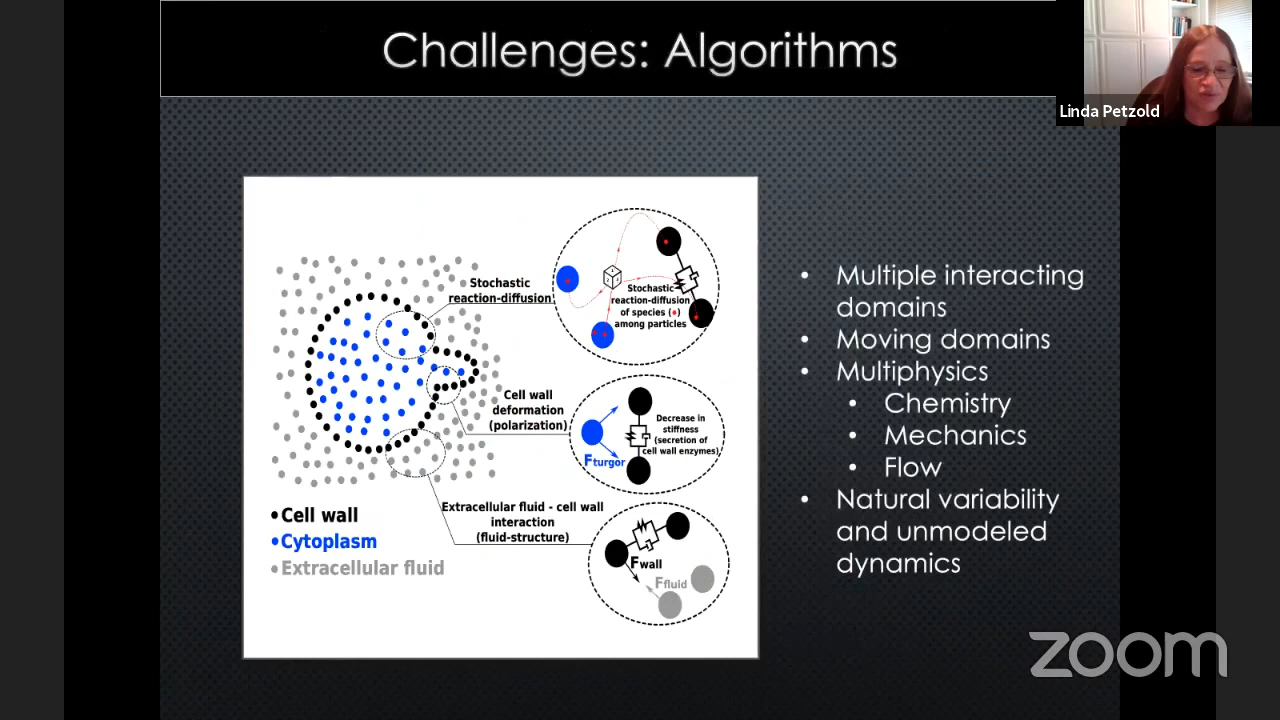 Challenges: Algorithms
Linda Petzold
Stochastic
reaction-diffusion
Stochastic
reaction-diffusion
of species (•)
among particles
Cell wall
deformation
(polarization)
Decrease in
stiffness
(secretion of
cell wall enzymes)
Fturgor
Extracellular fluid - cell wall
interaction
(fluid-structure)
Fwall
Ffluid
•Cell wall
•Cytoplasm
•Extracellular fluid
• Multiple interacting
domains
• Moving domains
• Multiphysics
• Chemistry
• Mechanics
• Flow
• Natural variability
and unmodeled
dynamics
zoom